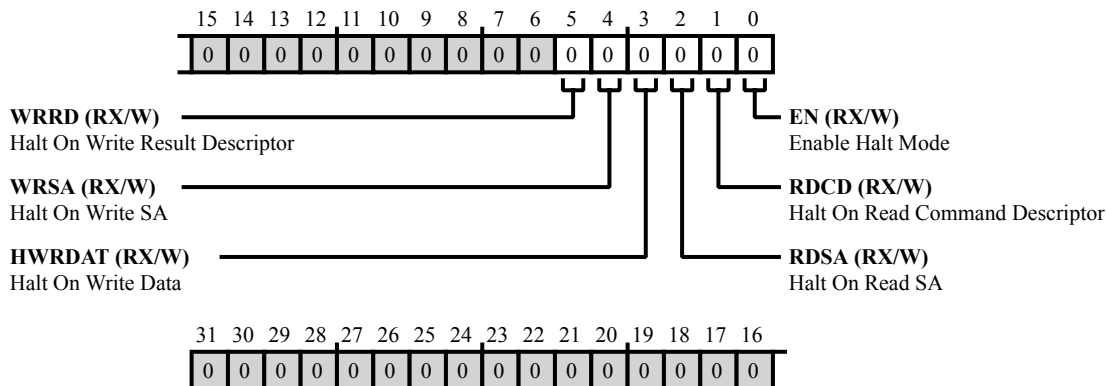 15 14 13 12 11 10 9 8 7 6 5 4 3 2 1 0
0 0 0 0 0 0 0 0 0 0 0 0 0 0 0 0
WRRD (RX/W)
Halt On Write Result Descriptor
WRSA (RX/W)
Halt On Write SA
HWRDAT (RX/W)
Halt On Write Data
EN (RX/W)
Enable Halt Mode
RDCD (RX/W)
Halt On Read Command Descriptor
RDSA (RX/W)
Halt On Read SA
31 30 29 28 27 26 25 24 23 22 21 20 19 18 17 16
0 0 0 0 0 0 0 0 0 0 0 0 0 0 0 0